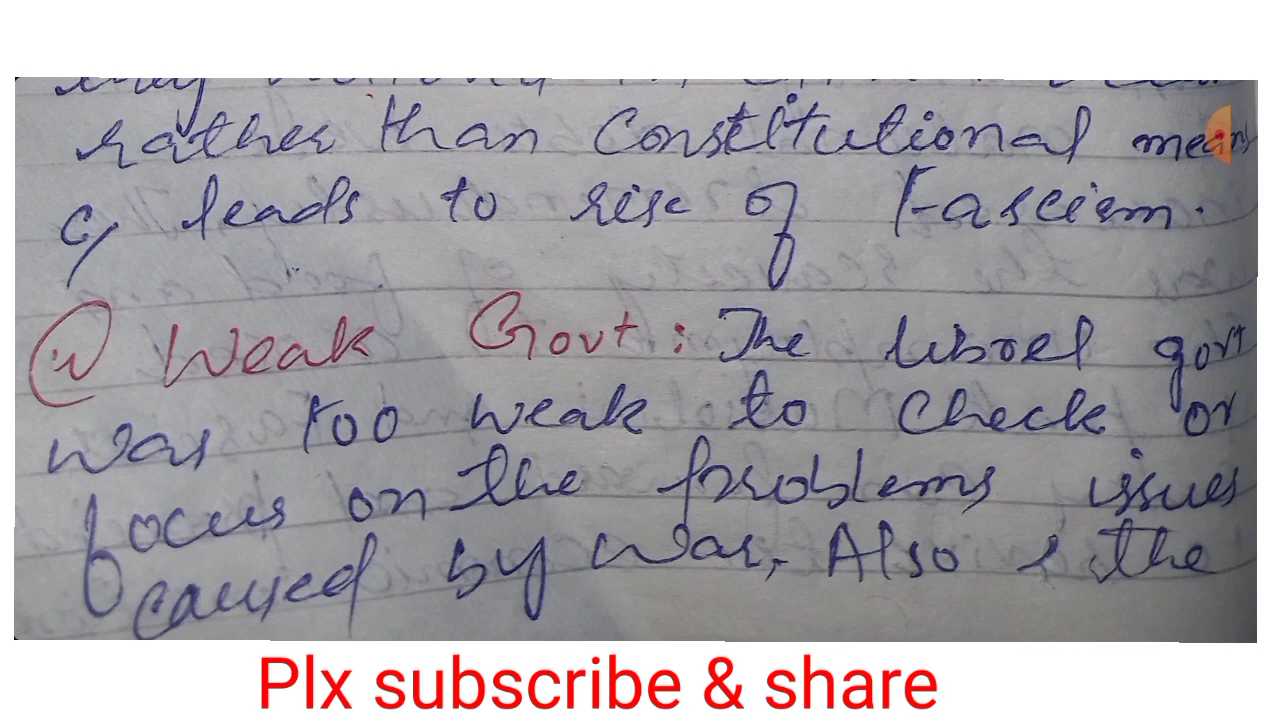 rather than Constitutional means
c, leads to rise of Fascism.
iv Weak Govt: The liberal govt
was too weak to check or
focus on the problems issues
caused by war, Also the
Plx subscribe & share